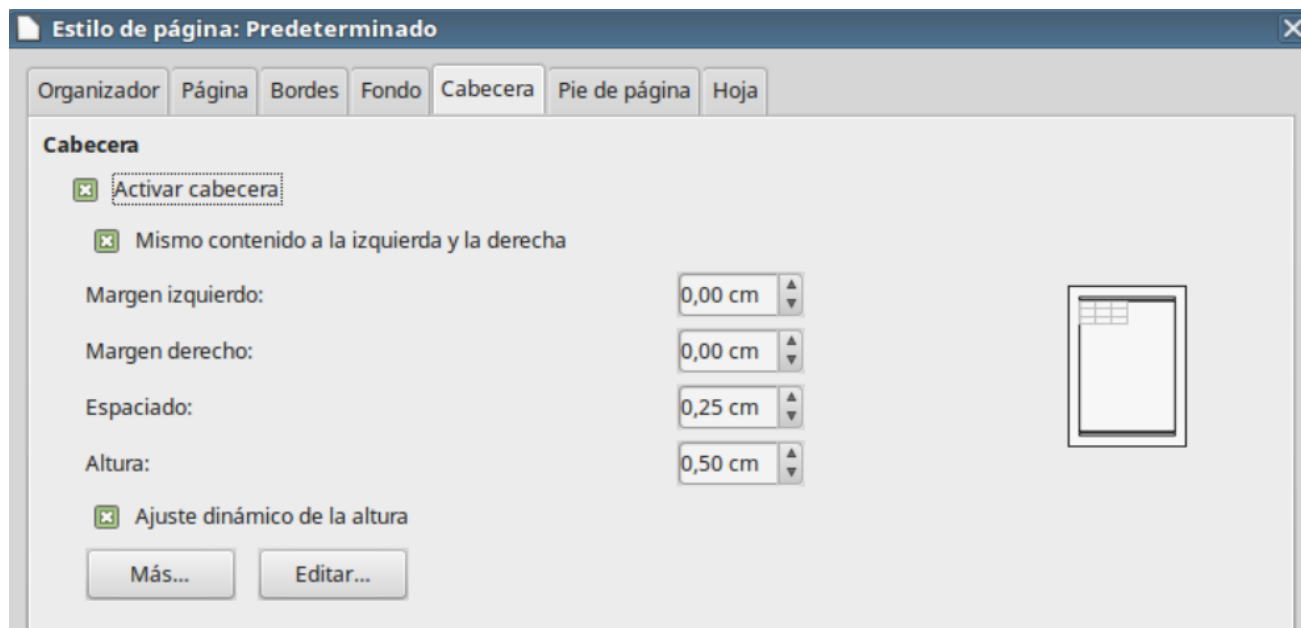 Estilo de página: Predeterminado
Organizador Página Bordes Fondo Cabecera Pie de página Hoja
Cabecera
Activar cabecera
Mismo contenido a la izquierda y la derecha
Margen izquierdo: 0,00 cm
Margen derecho: 0,00 cm
Espaciado: 0,25 cm
Altura: 0,50 cm
Ajuste dinámico de la altura
Más... Editar...